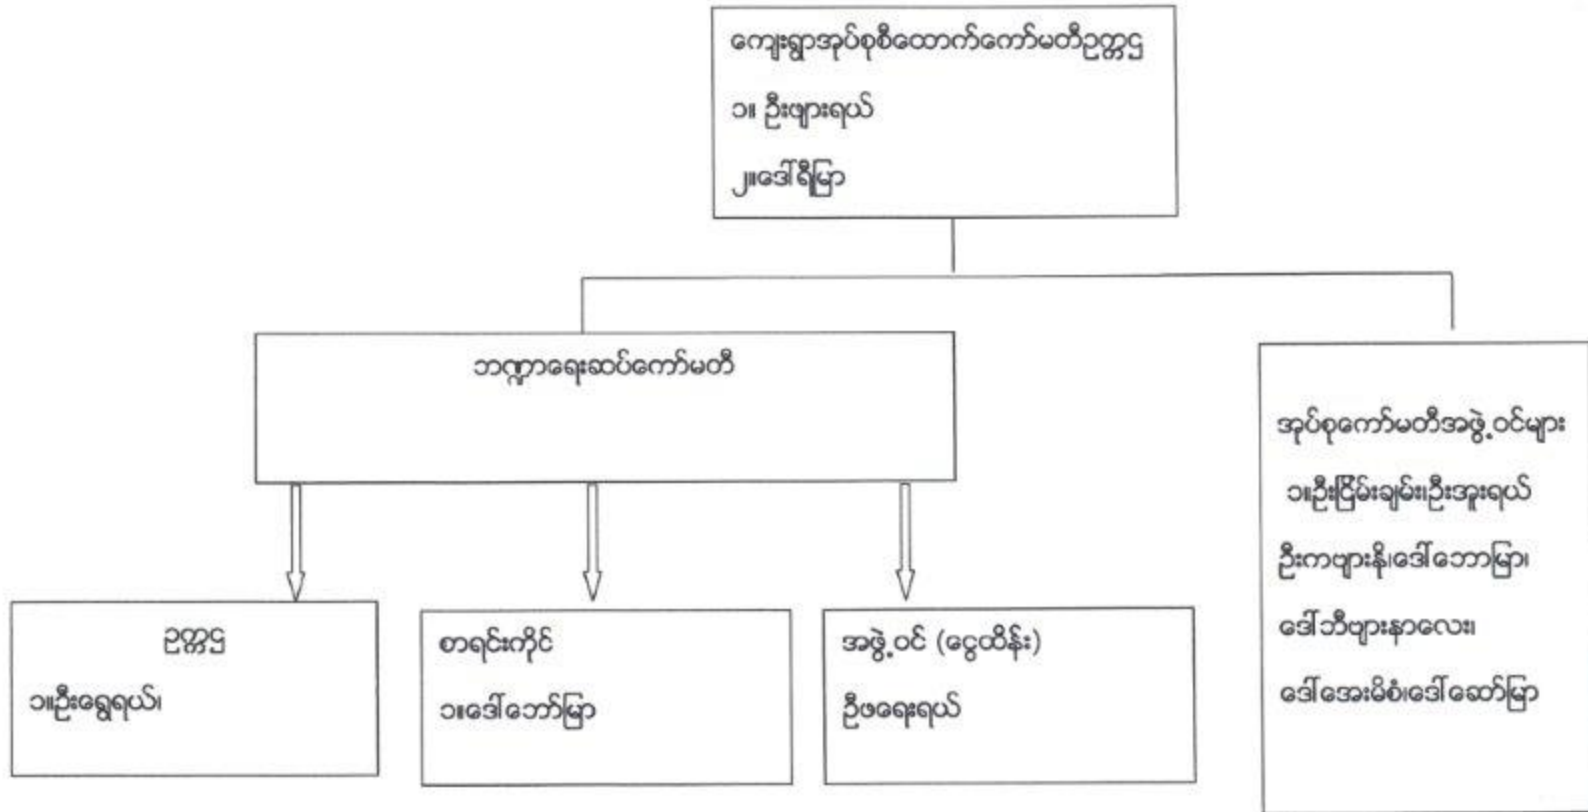 ကျေးရွာအုပ်စုစီထောက်ကော်မတီဥက္ကဌ
၁။ ဦးဖျားရယ်
၂။ဒေါ်ရီမြာ
ဘဏ္ဍာရေးဆပ်ကော်မတီ
ဥက္ကဌ
၁။ဦးရွေရယ်၊
စာရင်းကိုင်
၁။ဒေါ်ဘော်မြာ
အဖွဲ့ဝင် (ငွေထိန်း)
ဦဖရေးရယ်
အုပ်စုကော်မတီအဖွဲ့ဝင်များ
၁။ဦးငြိမ်းချမ်း၊ဦးအူးရယ်
ဦးကဗျားနိ၊ဒေါ်ဘောမြာ၊
ဒေါ်ဘီဗျားနာလေး၊
ဒေါ်အေးမိစံ၊ဒေါ်ဆော်မြာ